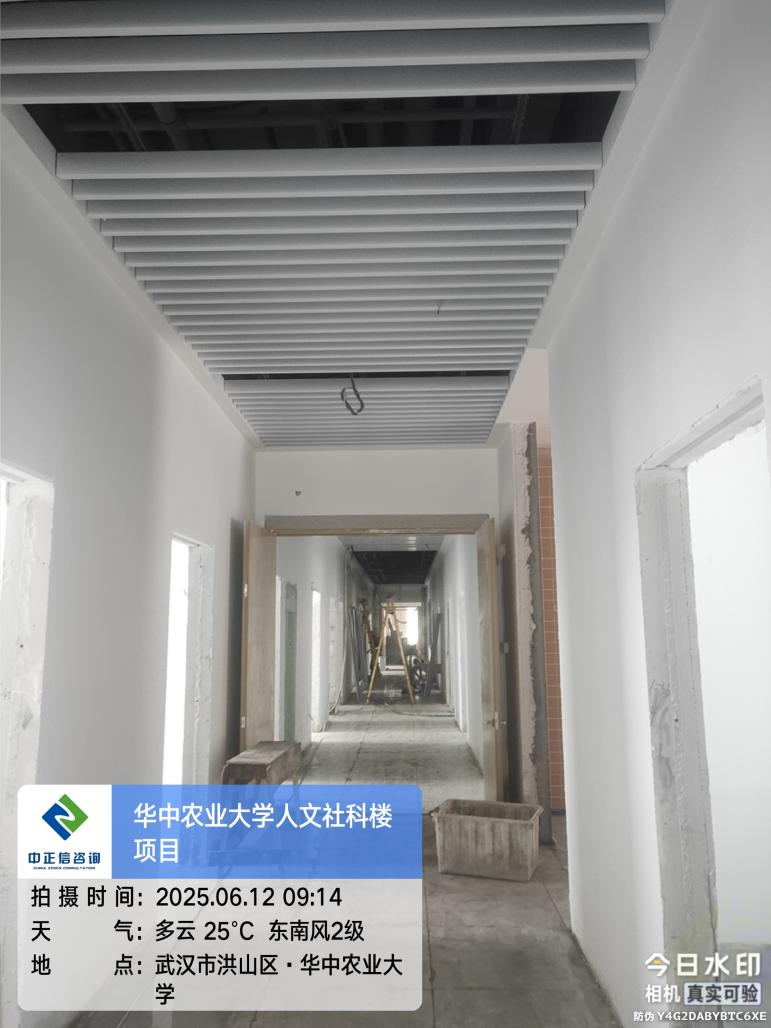 华中农业大学人文社科楼
项目
中正信咨询
拍摄时间：2025.06.12 09:14
天气：多云 25℃ 东南风2级
地点：武汉市洪山区·华中农业大
学
今日水印
相机 真实可验
防伪 Y4G2DABYBTC6XE